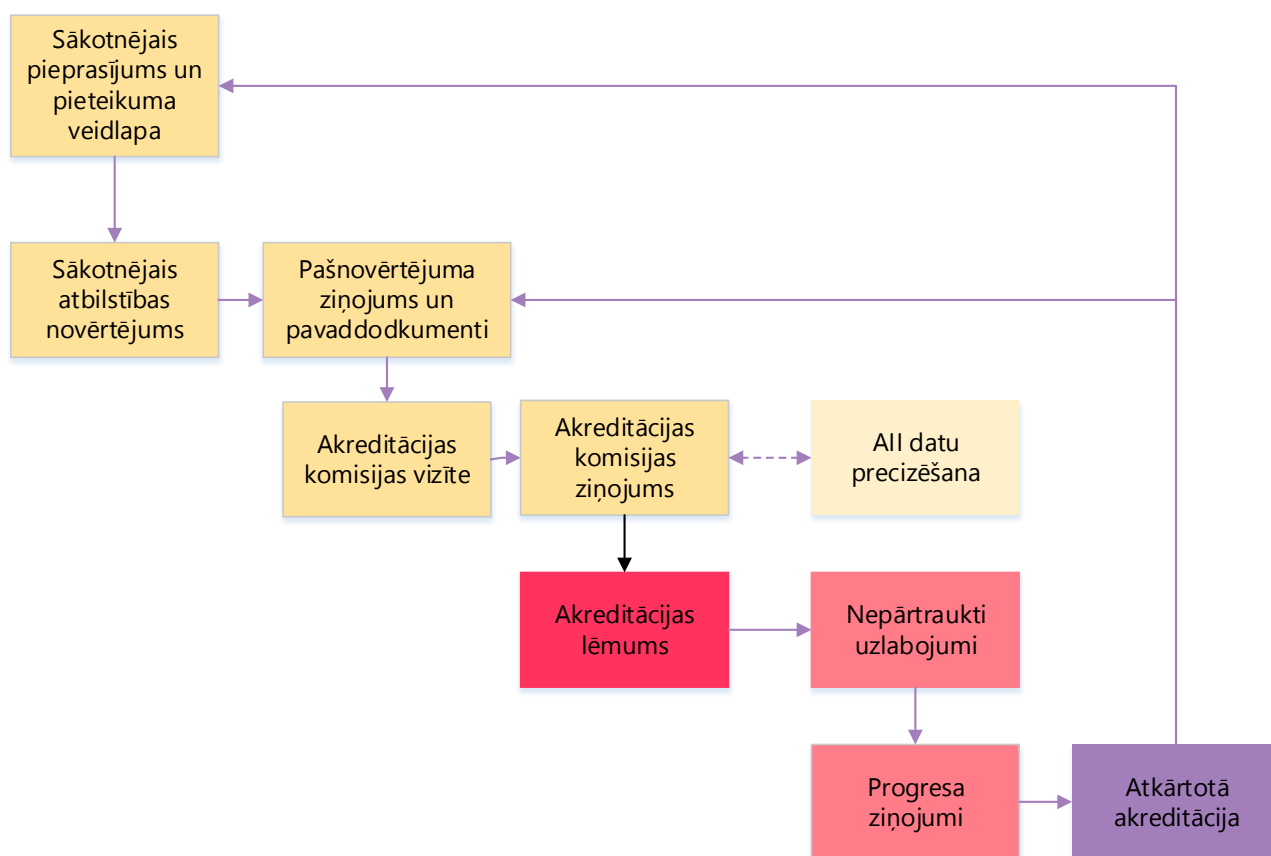 Sākotnējais
pieprasījums un
pieteikuma
veidlapa
Sākotnējais
atbilstības
novērtējums
Pašnovērtējuma
ziņojums un
pavaddodkumenti
Akreditācijas
komisijas vizīte
Akreditācijas
komisijas
ziņojums
AII datu
precizēšana
Akreditācijas
lēmums
Nepārtraukti
uzlabojumi
Progresa
ziņojumi
Atkārtotā
akreditācija